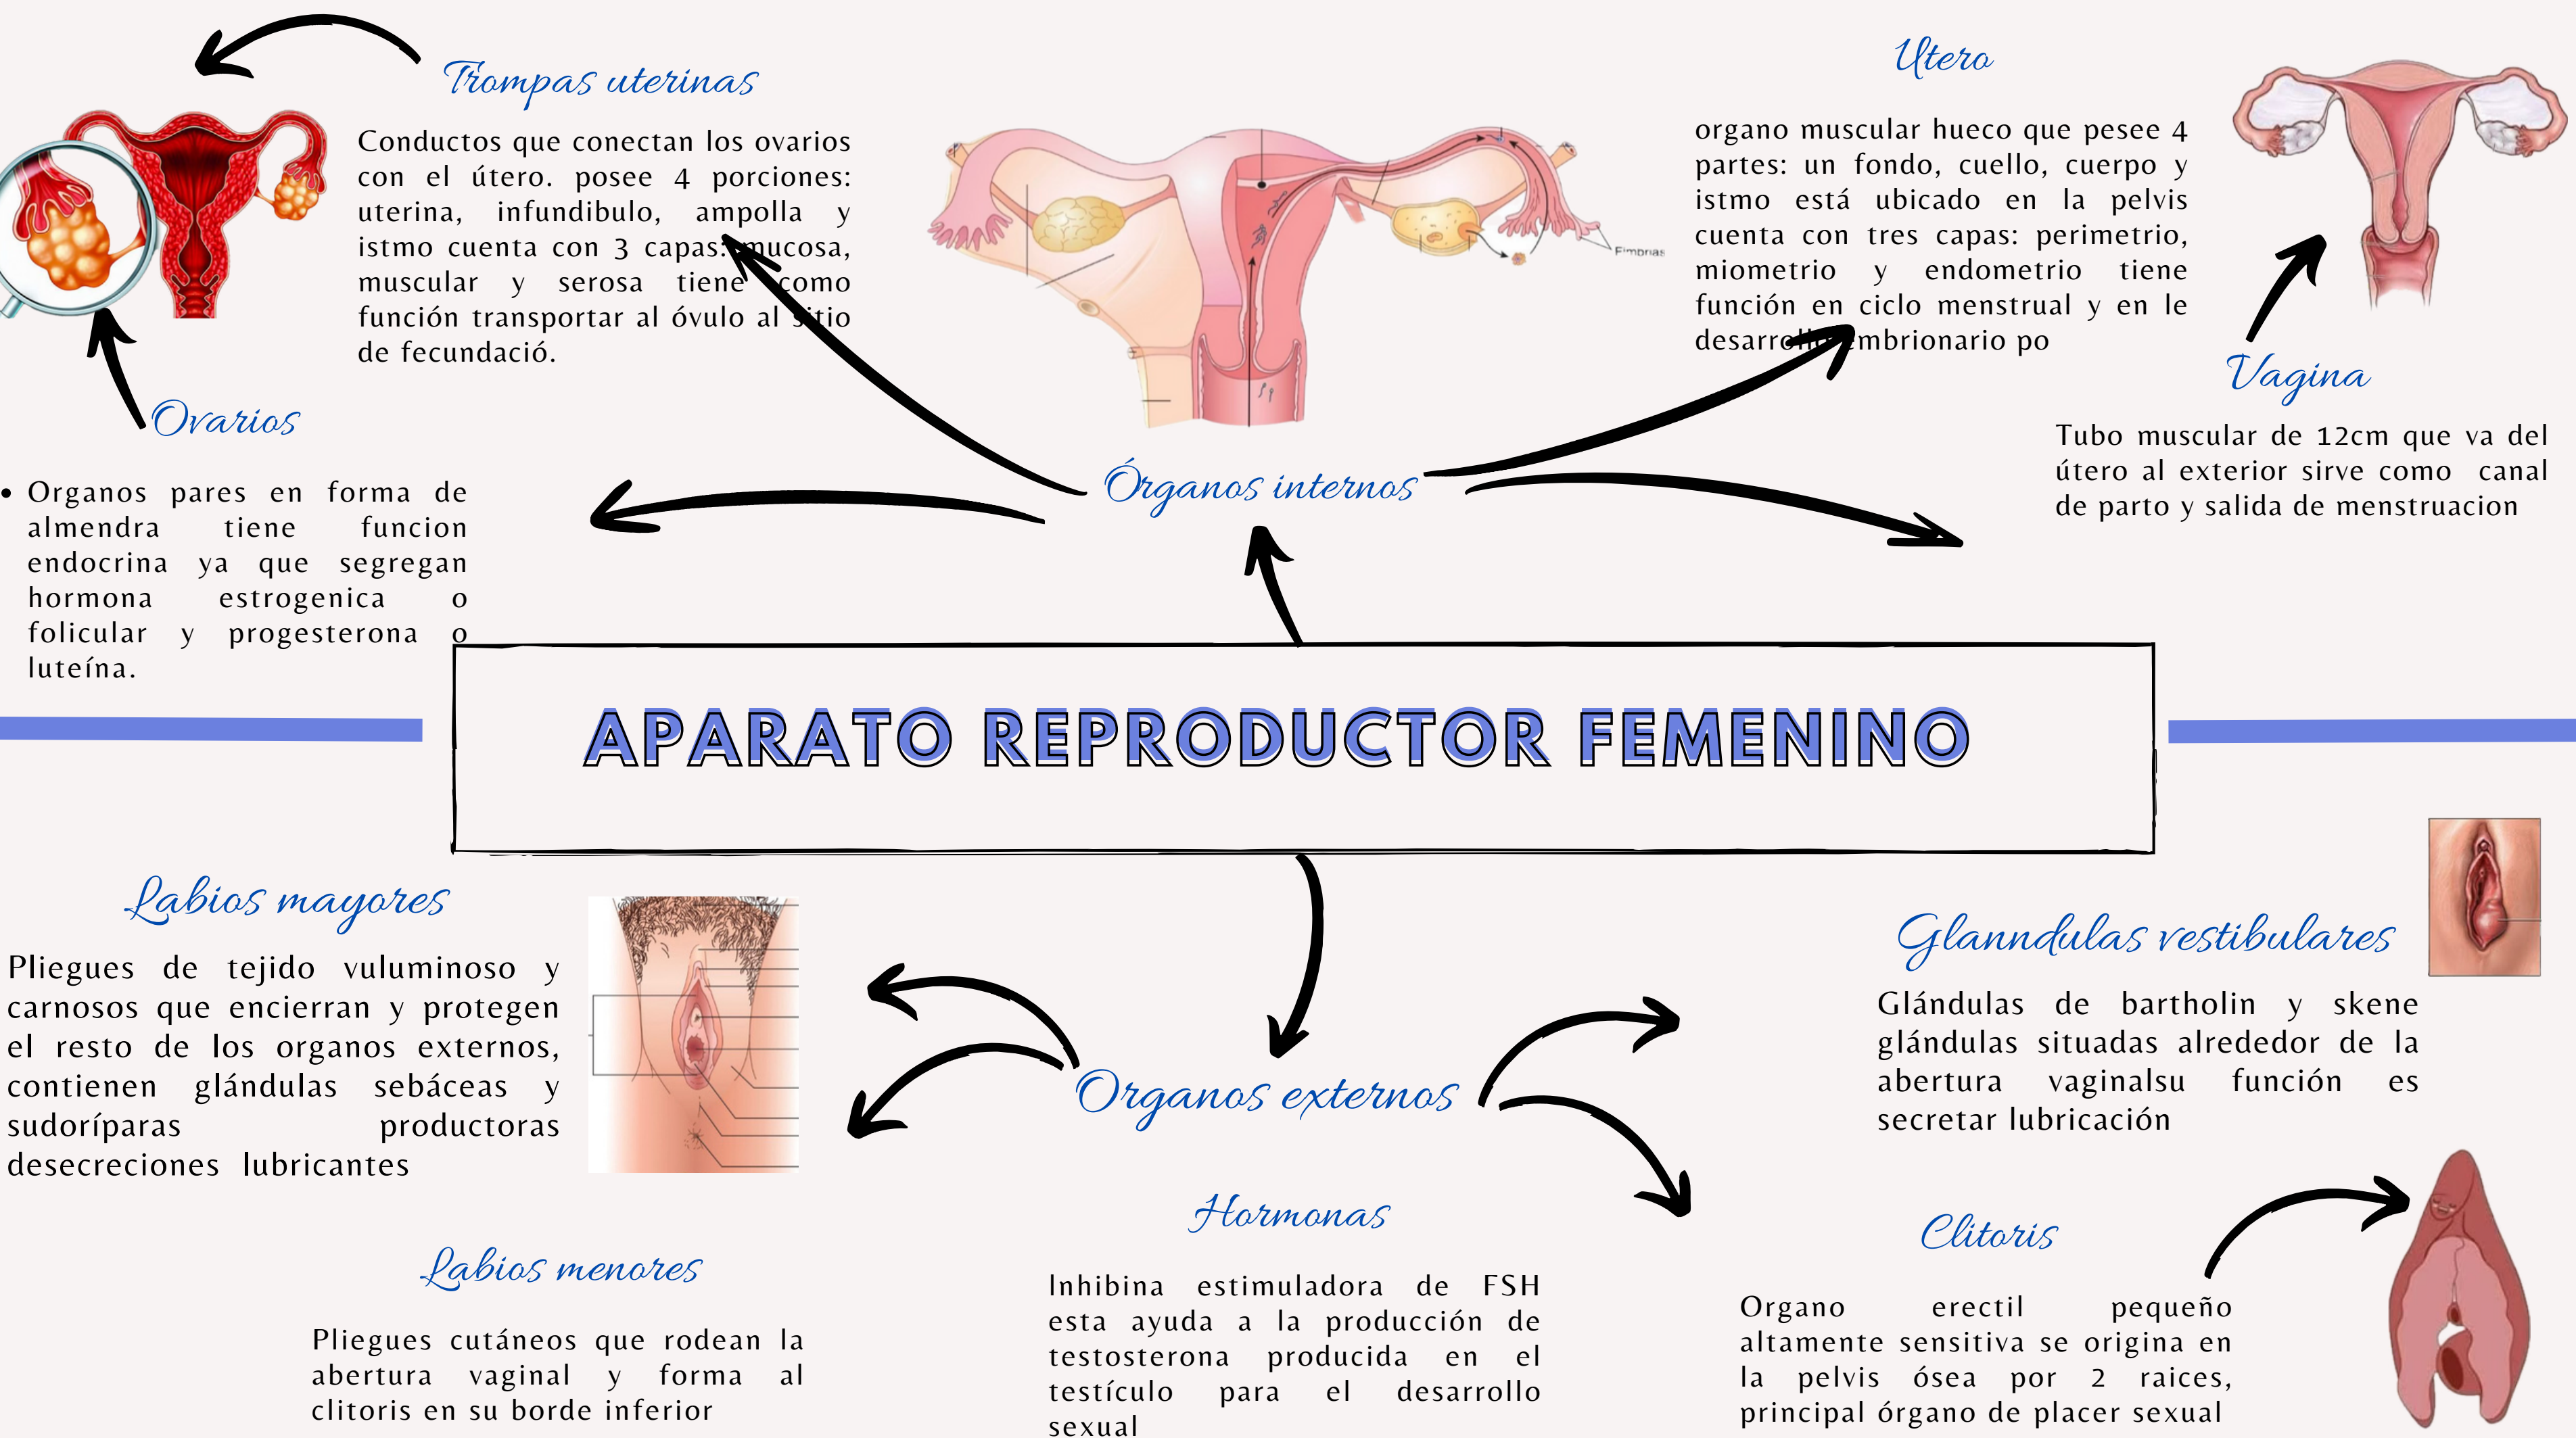 Trompas uterinas
Conductos que conectan los ovarios
con el útero. posee 4 porciones:
uterina, infundibulo, ampolla y
istmo cuenta con 3 capas: mucosa,
muscular y serosa tiene como
función transportar al óvulo al sitio
de fecundació.
Utero
organo muscular hueco que pesee 4
partes: un fondo, cuello, cuerpo y
istmo está ubicado en la pelvis
cuenta con tres capas: perimetrio,
miometrio y endometrio tiene
función en ciclo menstrual y en le
desarrollo embrionario po
Fimbrias
Ovarios
• Organos pares en forma de
almendra tiene funcion
endocrina ya que segregan
hormona estrogenica o
folicular y progesterona o
luteína.
Órganos internos
Vagina
Tubo muscular de 12cm que va del
útero al exterior sirve como canal
de parto y salida de menstruacion
APARATO REPRODUCTOR FEMENINO
Labios mayores
Pliegues de tejido vuluminoso y
carnosos que encierran y protegen
el resto de los organos externos,
contienen glándulas sebáceas y
sudoríparas productoras
desecreciones lubricantes
Organos externos
Glanndulas vestibulares
Glándulas de bartholin y skene
glándulas situadas alrededor de la
abertura vaginalsu función es
secretar lubricación
Labios menores
Pliegues cutáneos que rodean la
abertura vaginal y forma al
clitoris en su borde inferior
Hormonas
Inhibina estimuladora de FSH
esta ayuda a la producción de
testosterona producida en el
testículo para el desarrollo
sexual
Clitoris
Organo erectil pequeño
altamente sensitiva se origina en
la pelvis ósea por 2 raices,
principal órgano de placer sexual